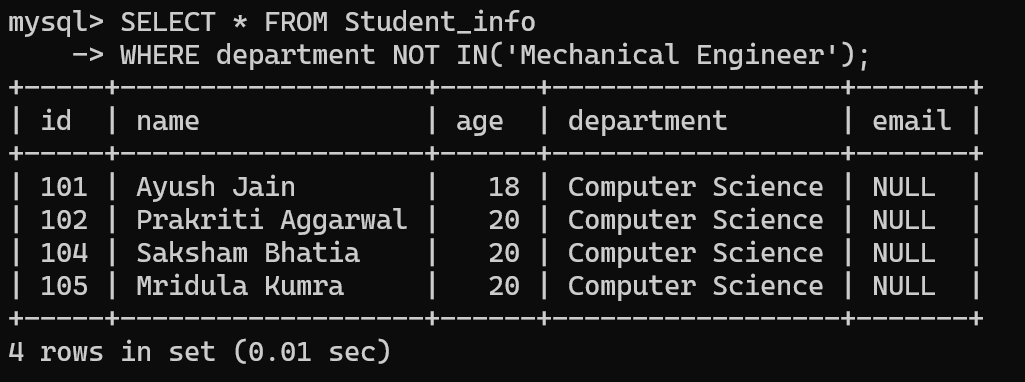 mysql> SELECT * FROM Student_info
    -> WHERE department NOT IN('Mechanical Engineer');
+-----+-------------------+------+------------------+-------+
| id  | name              | age  | department       | email |
+-----+-------------------+------+------------------+-------+
| 101 | Ayush Jain        |   18 | Computer Science | NULL  |
| 102 | Prakriti Aggarwal |   20 | Computer Science | NULL  |
| 104 | Saksham Bhatia    |   20 | Computer Science | NULL  |
| 105 | Mridula Kumra     |   20 | Computer Science | NULL  |
+-----+-------------------+------+------------------+-------+
4 rows in set (0.01 sec)